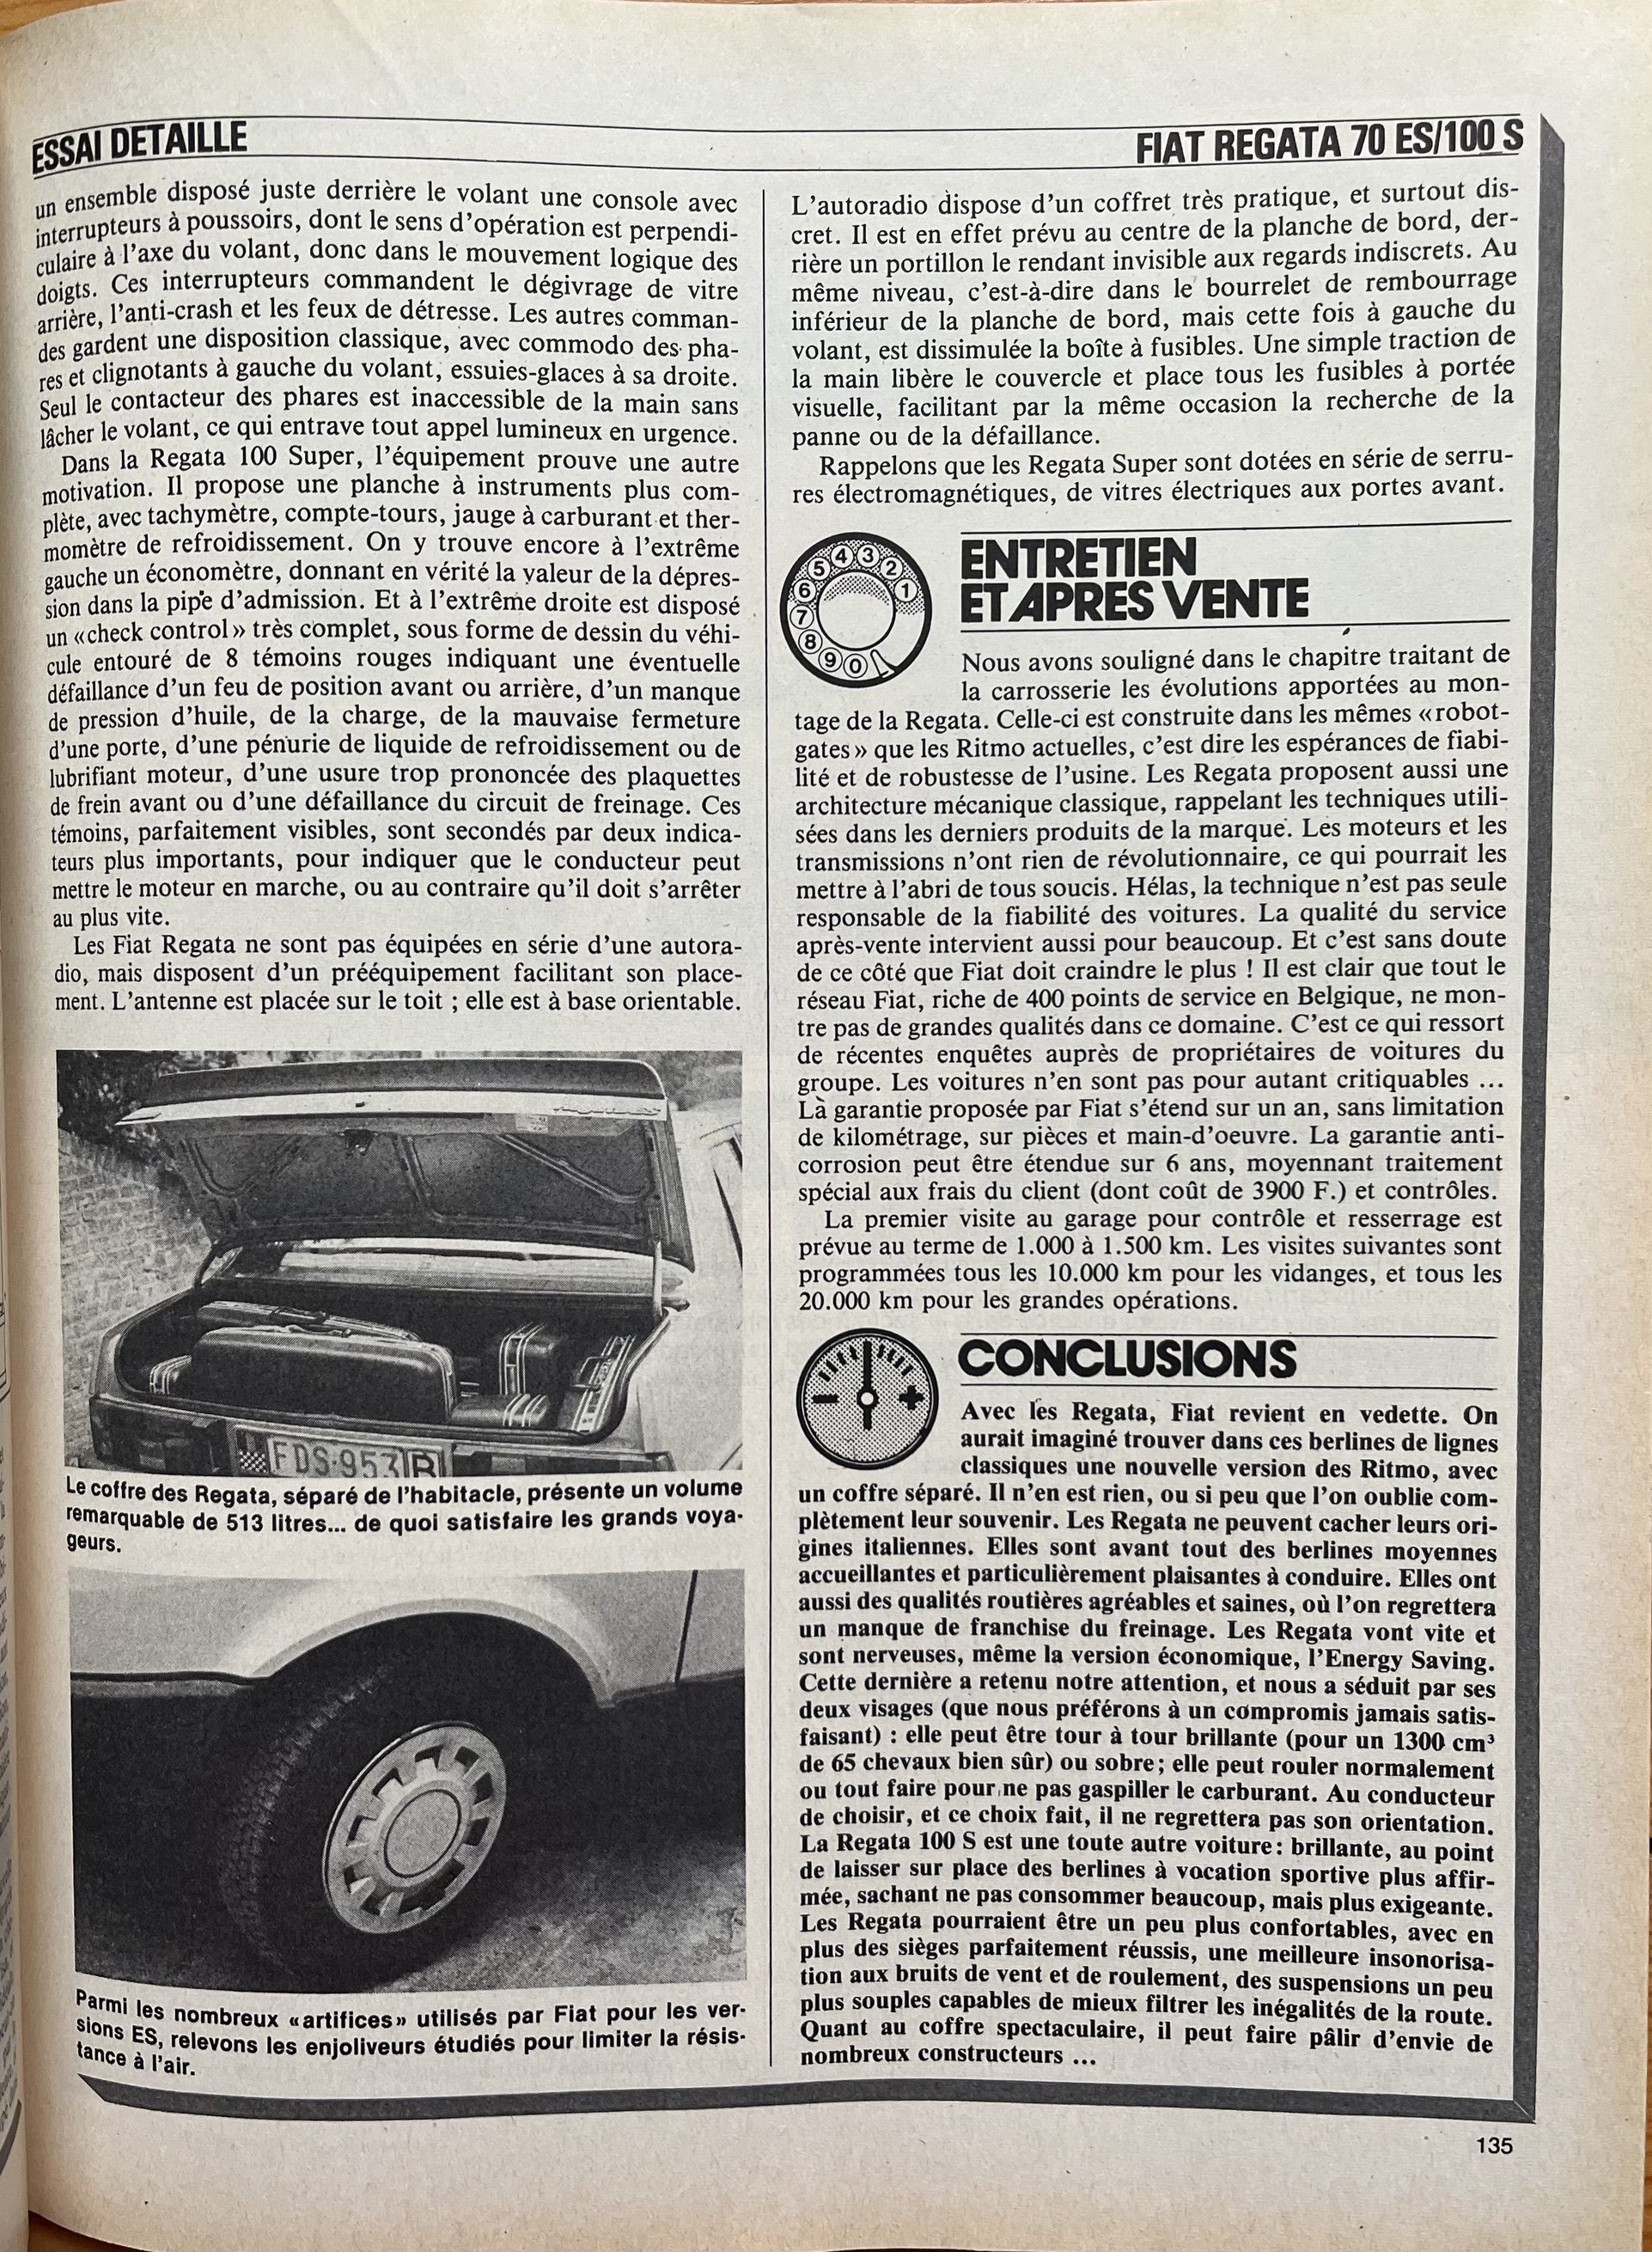 ESSAI DETAILLE
FIAT REGATA 70 ES/100 S
un ensemble disposé juste derrière le volant une console avec
interrupteurs à poussoirs, dont le sens d'opération est perpendi-
culaire à l'axe du volant, donc dans le mouvement logique des
doigts. Ces interrupteurs commandent le dégivrage de vitre
arrière, l'anti-crash et les feux de détresse. Les autres comman-
des gardent une disposition classique, avec commodo des pha-
res et clignotants à gauche du volant, essuies-glaces à sa droite.
Seul le contacteur des phares est inaccessible de la main sans
lâcher le volant, ce qui entrave tout appel lumineux en urgence.
Dans la Regata 100 Super, l'équipement prouve une autre
motivation. Il propose une planche à instruments plus com-
plète, avec tachymètre, compte-tours, jauge à carburant et ther-
momètre de refroidissement. On y trouve encore à l'extrême
gauche un économètre, donnant en vérité la valeur de la dépres-
sion dans la pipe d'admission. Et à l'extrême droite est disposé
un «check control» très complet, sous forme de dessin du véhi-
cule entouré de 8 témoins rouges indiquant une éventuelle
défaillance d'un feu de position avant ou arrière, d'un manque
de pression d'huile, de la charge, de la mauvaise fermeture
d'une porte, d'une pénurie de liquide de refroidissement ou de
lubrifiant moteur, d'une usure trop prononcée des plaquettes
de frein avant ou d'une défaillance du circuit de freinage. Ces
témoins, parfaitement visibles, sont secondés par deux indica-
teurs plus importants, pour indiquer que le conducteur peut
mettre le moteur en marche, ou au contraire qu'il doit s'arrêter
au plus vite.
Les Fiat Regata ne sont pas équipées en série d'une autora-
dio, mais disposent d'un prééquipement facilitant son place-
ment. L'antenne est placée sur le toit ; elle est à base orientable.
FDS·953 B
Le coffre des Regata, séparé de l'habitacle, présente un volume
remarquable de 513 litres... de quoi satisfaire les grands voya-
geurs.
Parmi les nombreux «artifices» utilisés par Fiat pour les ver-
sions ES, relevons les enjoliveurs étudiés pour limiter la résis-
tance à l'air.
L'autoradio dispose d'un coffret très pratique, et surtout dis-
cret. Il est en effet prévu au centre de la planche de bord, der-
rière un portillon le rendant invisible aux regards indiscrets. Au
même niveau, c'est-à-dire dans le bourrelet de rembourrage
inférieur de la planche de bord, mais cette fois à gauche du
volant, est dissimulée la boîte à fusibles. Une simple traction de
la main libère le couvercle et place tous les fusibles à portée
visuelle, facilitant par la même occasion la recherche de la
panne ou de la défaillance.
Rappelons que les Regata Super sont dotées en série de serru-
res électromagnétiques, de vitres électriques aux portes avant.
1 2 3 4 5 6 7 8 9 0
ENTRETIEN
ET APRES VENTE
Nous avons souligné dans le chapitre traitant de
la carrosserie les évolutions apportées au mon-
tage de la Regata. Celle-ci est construite dans les mêmes «robot-
gates» que les Ritmo actuelles, c'est dire les espérances de fiabi-
lité et de robustesse de l'usine. Les Regata proposent aussi une
architecture mécanique classique, rappelant les techniques utili-
sées dans les derniers produits de la marque. Les moteurs et les
transmissions n'ont rien de révolutionnaire, ce qui pourrait les
mettre à l'abri de tous soucis. Hélas, la technique n'est pas seule
responsable de la fiabilité des voitures. La qualité du service
après-vente intervient aussi pour beaucoup. Et c'est sans doute
de ce côté que Fiat doit craindre le plus ! Il est clair que tout le
réseau Fiat, riche de 400 points de service en Belgique, ne mon-
tre pas de grandes qualités dans ce domaine. C'est ce qui ressort
de récentes enquêtes auprès de propriétaires de voitures du
groupe. Les voitures n'en sont pas pour autant critiquables ...
La garantie proposée par Fiat s'étend sur un an, sans limitation
de kilométrage, sur pièces et main-d'oeuvre. La garantie anti-
corrosion peut être étendue sur 6 ans, moyennant traitement
spécial aux frais du client (dont coût de 3900 F.) et contrôles.
La premier visite au garage pour contrôle et resserrage est
prévue au terme de 1.000 à 1.500 km. Les visites suivantes sont
programmées tous les 10.000 km pour les vidanges, et tous les
20.000 km pour les grandes opérations.
CONCLUSIONS
Avec les Regata, Fiat revient en vedette. On
aurait imaginé trouver dans ces berlines de lignes
classiques une nouvelle version des Ritmo, avec
un coffre séparé. Il n'en est rien, ou si peu que l'on oublie com-
plètement leur souvenir. Les Regata ne peuvent cacher leurs ori-
gines italiennes. Elles sont avant tout des berlines moyennes
accueillantes et particulièrement plaisantes à conduire. Elles ont
aussi des qualités routières agréables et saines, où l'on regrettera
un manque de franchise du freinage. Les Regata vont vite et
sont nerveuses, même la version économique, l'Energy Saving.
Cette dernière a retenu notre attention, et nous a séduit par ses
deux visages (que nous préférons à un compromis jamais satis-
faisant) : elle peut être tour à tour brillante (pour un 1300 cm³
de 65 chevaux bien sûr) ou sobre; elle peut rouler normalement
ou tout faire pour ne pas gaspiller le carburant. Au conducteur
de choisir, et ce choix fait, il ne regrettera pas son orientation.
La Regata 100 S est une toute autre voiture: brillante, au point
de laisser sur place des berlines à vocation sportive plus affir-
mée, sachant ne pas consommer beaucoup, mais plus exigeante.
Les Regata pourraient être un peu plus confortables, avec en
plus des sièges parfaitement réussis, une meilleure insonorisa-
tion aux bruits de vent et de roulement, des suspensions un peu
plus souples capables de mieux filtrer les inégalités de la route.
Quant au coffre spectaculaire, il peut faire pâlir d'envie de
nombreux constructeurs ...
135